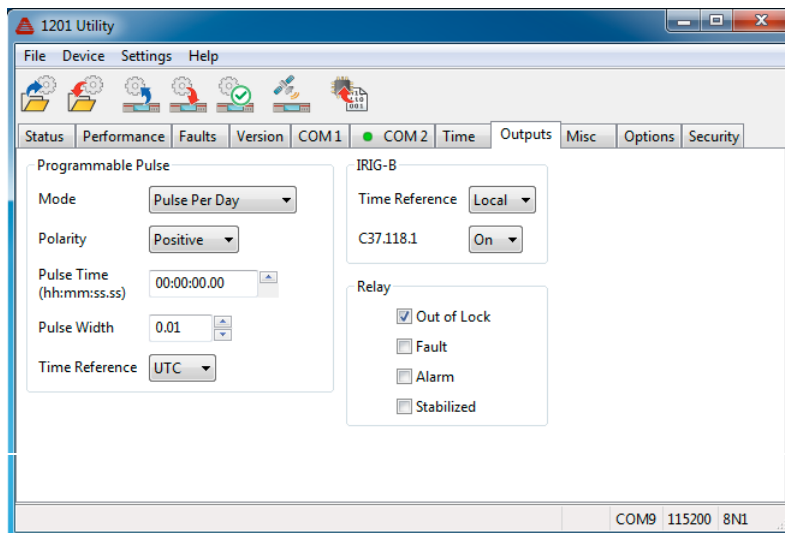 1201 Utility
File Device Settings Help
Status Performance Faults Version COM 1 COM 2 Time Outputs Misc Options Security
Programmable Pulse
Mode Pulse Per Day
Polarity Positive
Pulse Time
(hh:mm:ss.ss) 00:00:00.00
Pulse Width 0.01
Time Reference UTC
IRIG-B
Time Reference Local
C37.118.1 On
Relay
Out of Lock
Fault
Alarm
Stabilized
COM9 115200 8N1